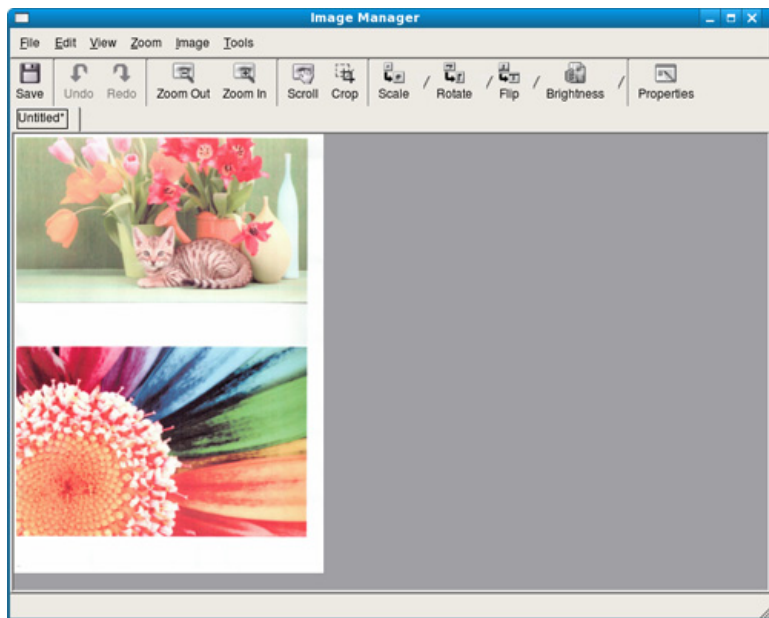 Image Manager
File Edit View Zoom Image Tools
Save Undo Redo Zoom Out Zoom In Scroll Crop Scale / Rotate / Flip / Brightness / Properties
Untitled*